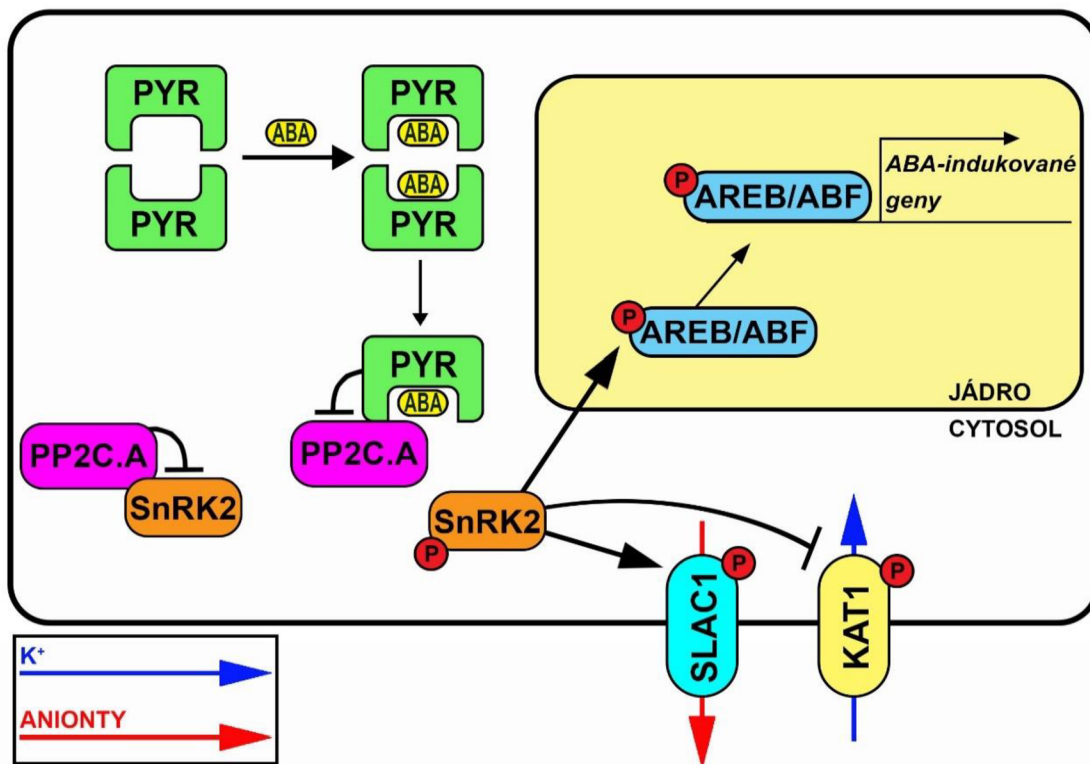 PYR
PYR
ABA
PYR
ABA
ABA
PYR
PYR
ABA
PP2C.A
SnRK2
PP2C.A
SnRK2
P
P
AREB/ABF
ABA-indukované
geny
P
AREB/ABF
JÁDRO
CYTOSOL
P
SLAC1
P
KAT1
K⁺
ANIONTY